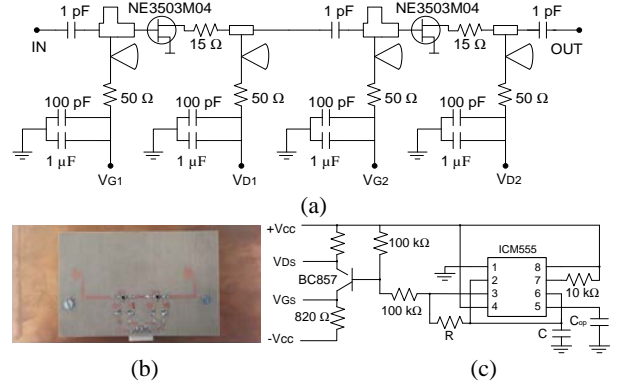 NE3503M04 NE3503M04
1 pF 1 pF 1 pF
IN 15 Ω 15 Ω OUT
50 Ω 50 Ω 50 Ω 50 Ω
100 pF 100 pF 100 pF 100 pF
1 µF 1 µF 1 µF 1 µF
VG1 VD1 VG2 VD2
(a)
+Vcc
100 kΩ
ICM555
VDS
BC857
1 8
2 7
3 6
4 5
10 kΩ
VGS
100 kΩ
820 Ω
R
C
Cop
-Vcc
(b) (c)